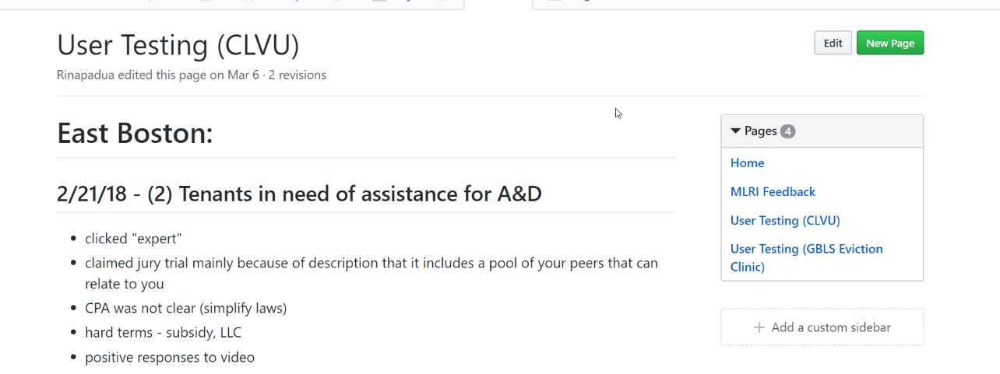 User Testing (CLVU)
Edit
New Page
Rinapadua edited this page on Mar 6 · 2 revisions
East Boston:
2/21/18 - (2) Tenants in need of assistance for A&D
• clicked "expert"
• claimed jury trial mainly because of description that it includes a pool of your peers that can
relate to you
• CPA was not clear (simplify laws)
• hard terms - subsidy, LLC
• positive responses to video
Pages 4
Home
MLRI Feedback
User Testing (CLVU)
User Testing (GBLS Eviction
Clinic)
+ Add a custom sidebar